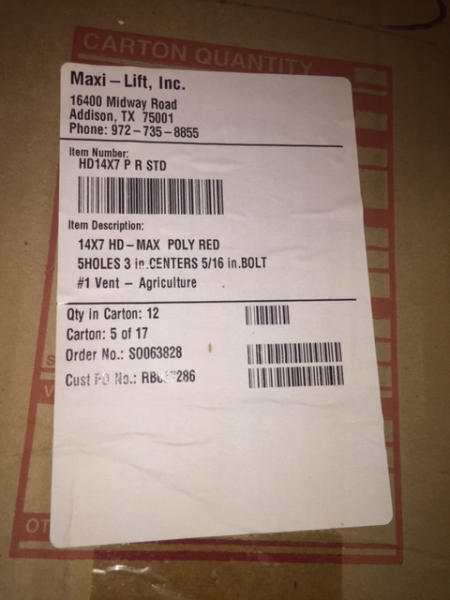 CARTON QUANTITY
Maxi-Lift, Inc.
16400 Midway Road
Addison, TX 75001
Phone: 972-735-8855
Item Number:
HD14X7 P R STD
Item Description:
14X7 HD-MAX POLY RED
5HOLES 3 in.CENTERS 5/16 in.BOLT
#1 Vent - Agriculture
Qty in Carton: 12
Carton: 5 of 17
Order No.: SO063828
Cust PO No.: